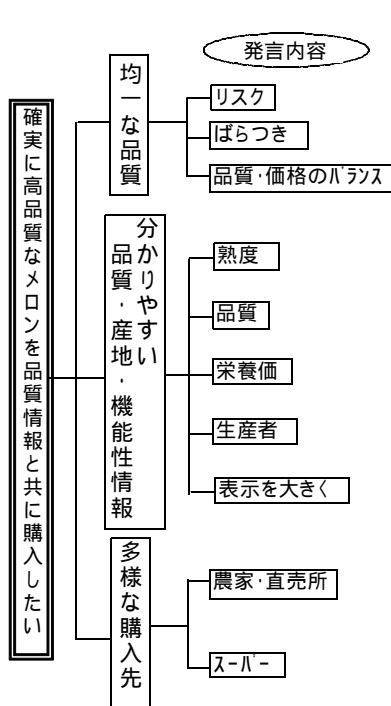 発言内容
確実に高品質なメロンを品質情報と共に購入したい
均一な品質
リスク
ばらつき
品質・価格のバランス
分かりやすい
品質・産地・機能性情報
熟度
品質
栄養価
生産者
表示を大きく
多様な購入先
農家・直売所
スーパー